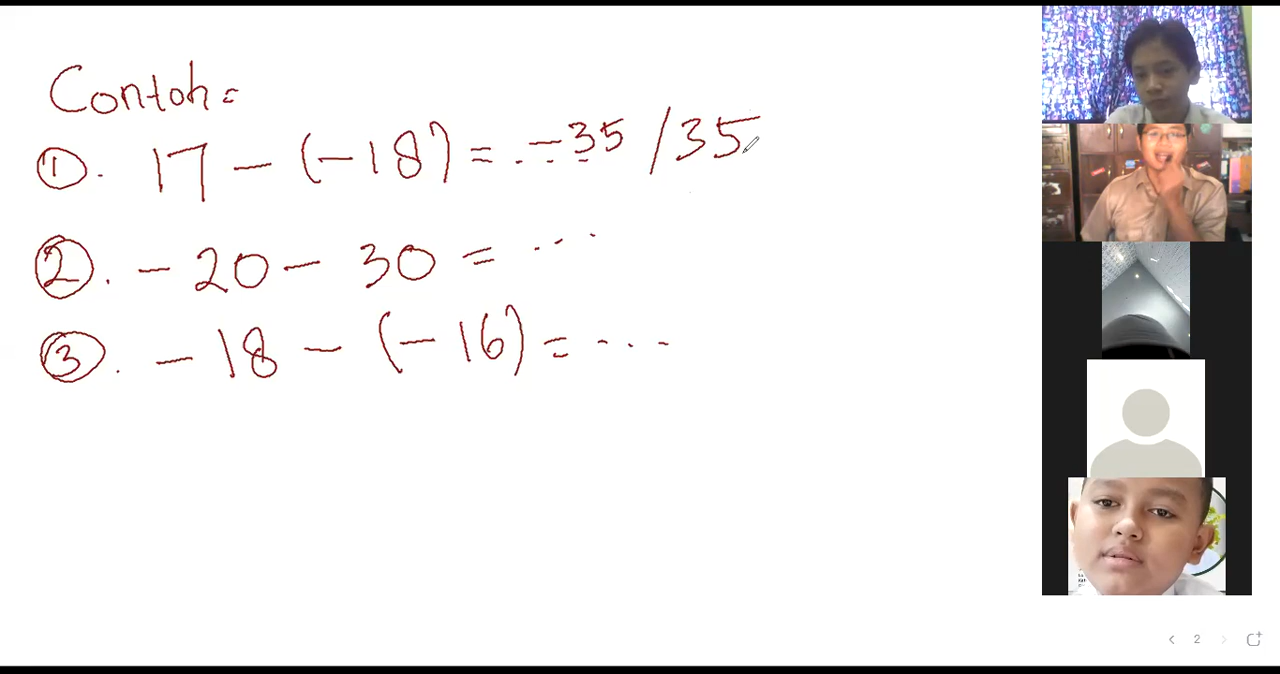 Contoh =
①. 17 - (-18) = ... -35 / 35
②. -20 - 30 = ...
③. -18 - (-16) = ...
2